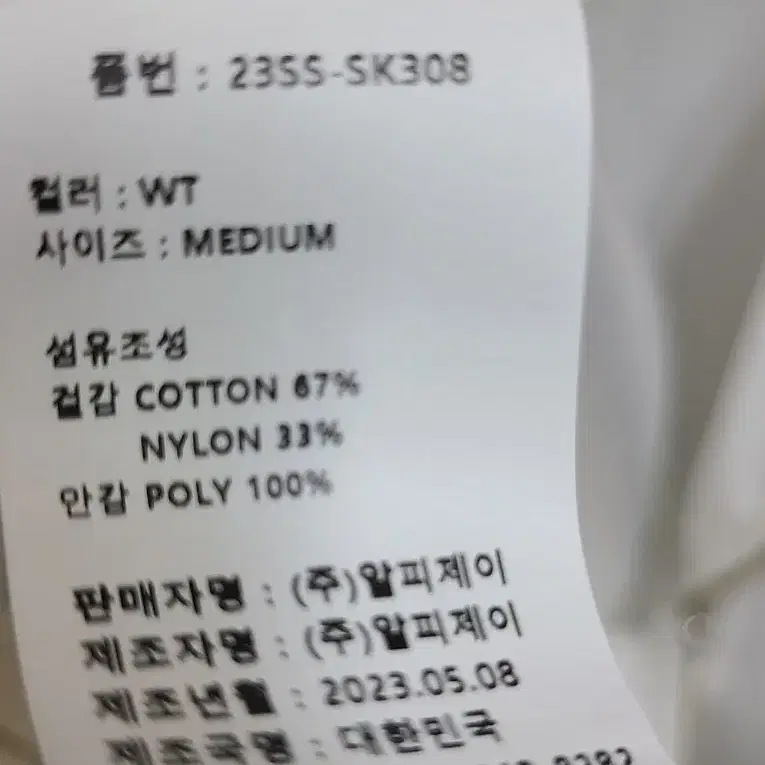 품번 : 23SS-SK308
컬러 : WT
사이즈 : MEDIUM
섬유조성
겉감 COTTON 67%
NYLON 33%
안감 POLY 100%
판매자명 : (주)알피제이
제조자명 : (주)알피제이
제조년월 : 2023.05.08
제조국명 : 대한민국